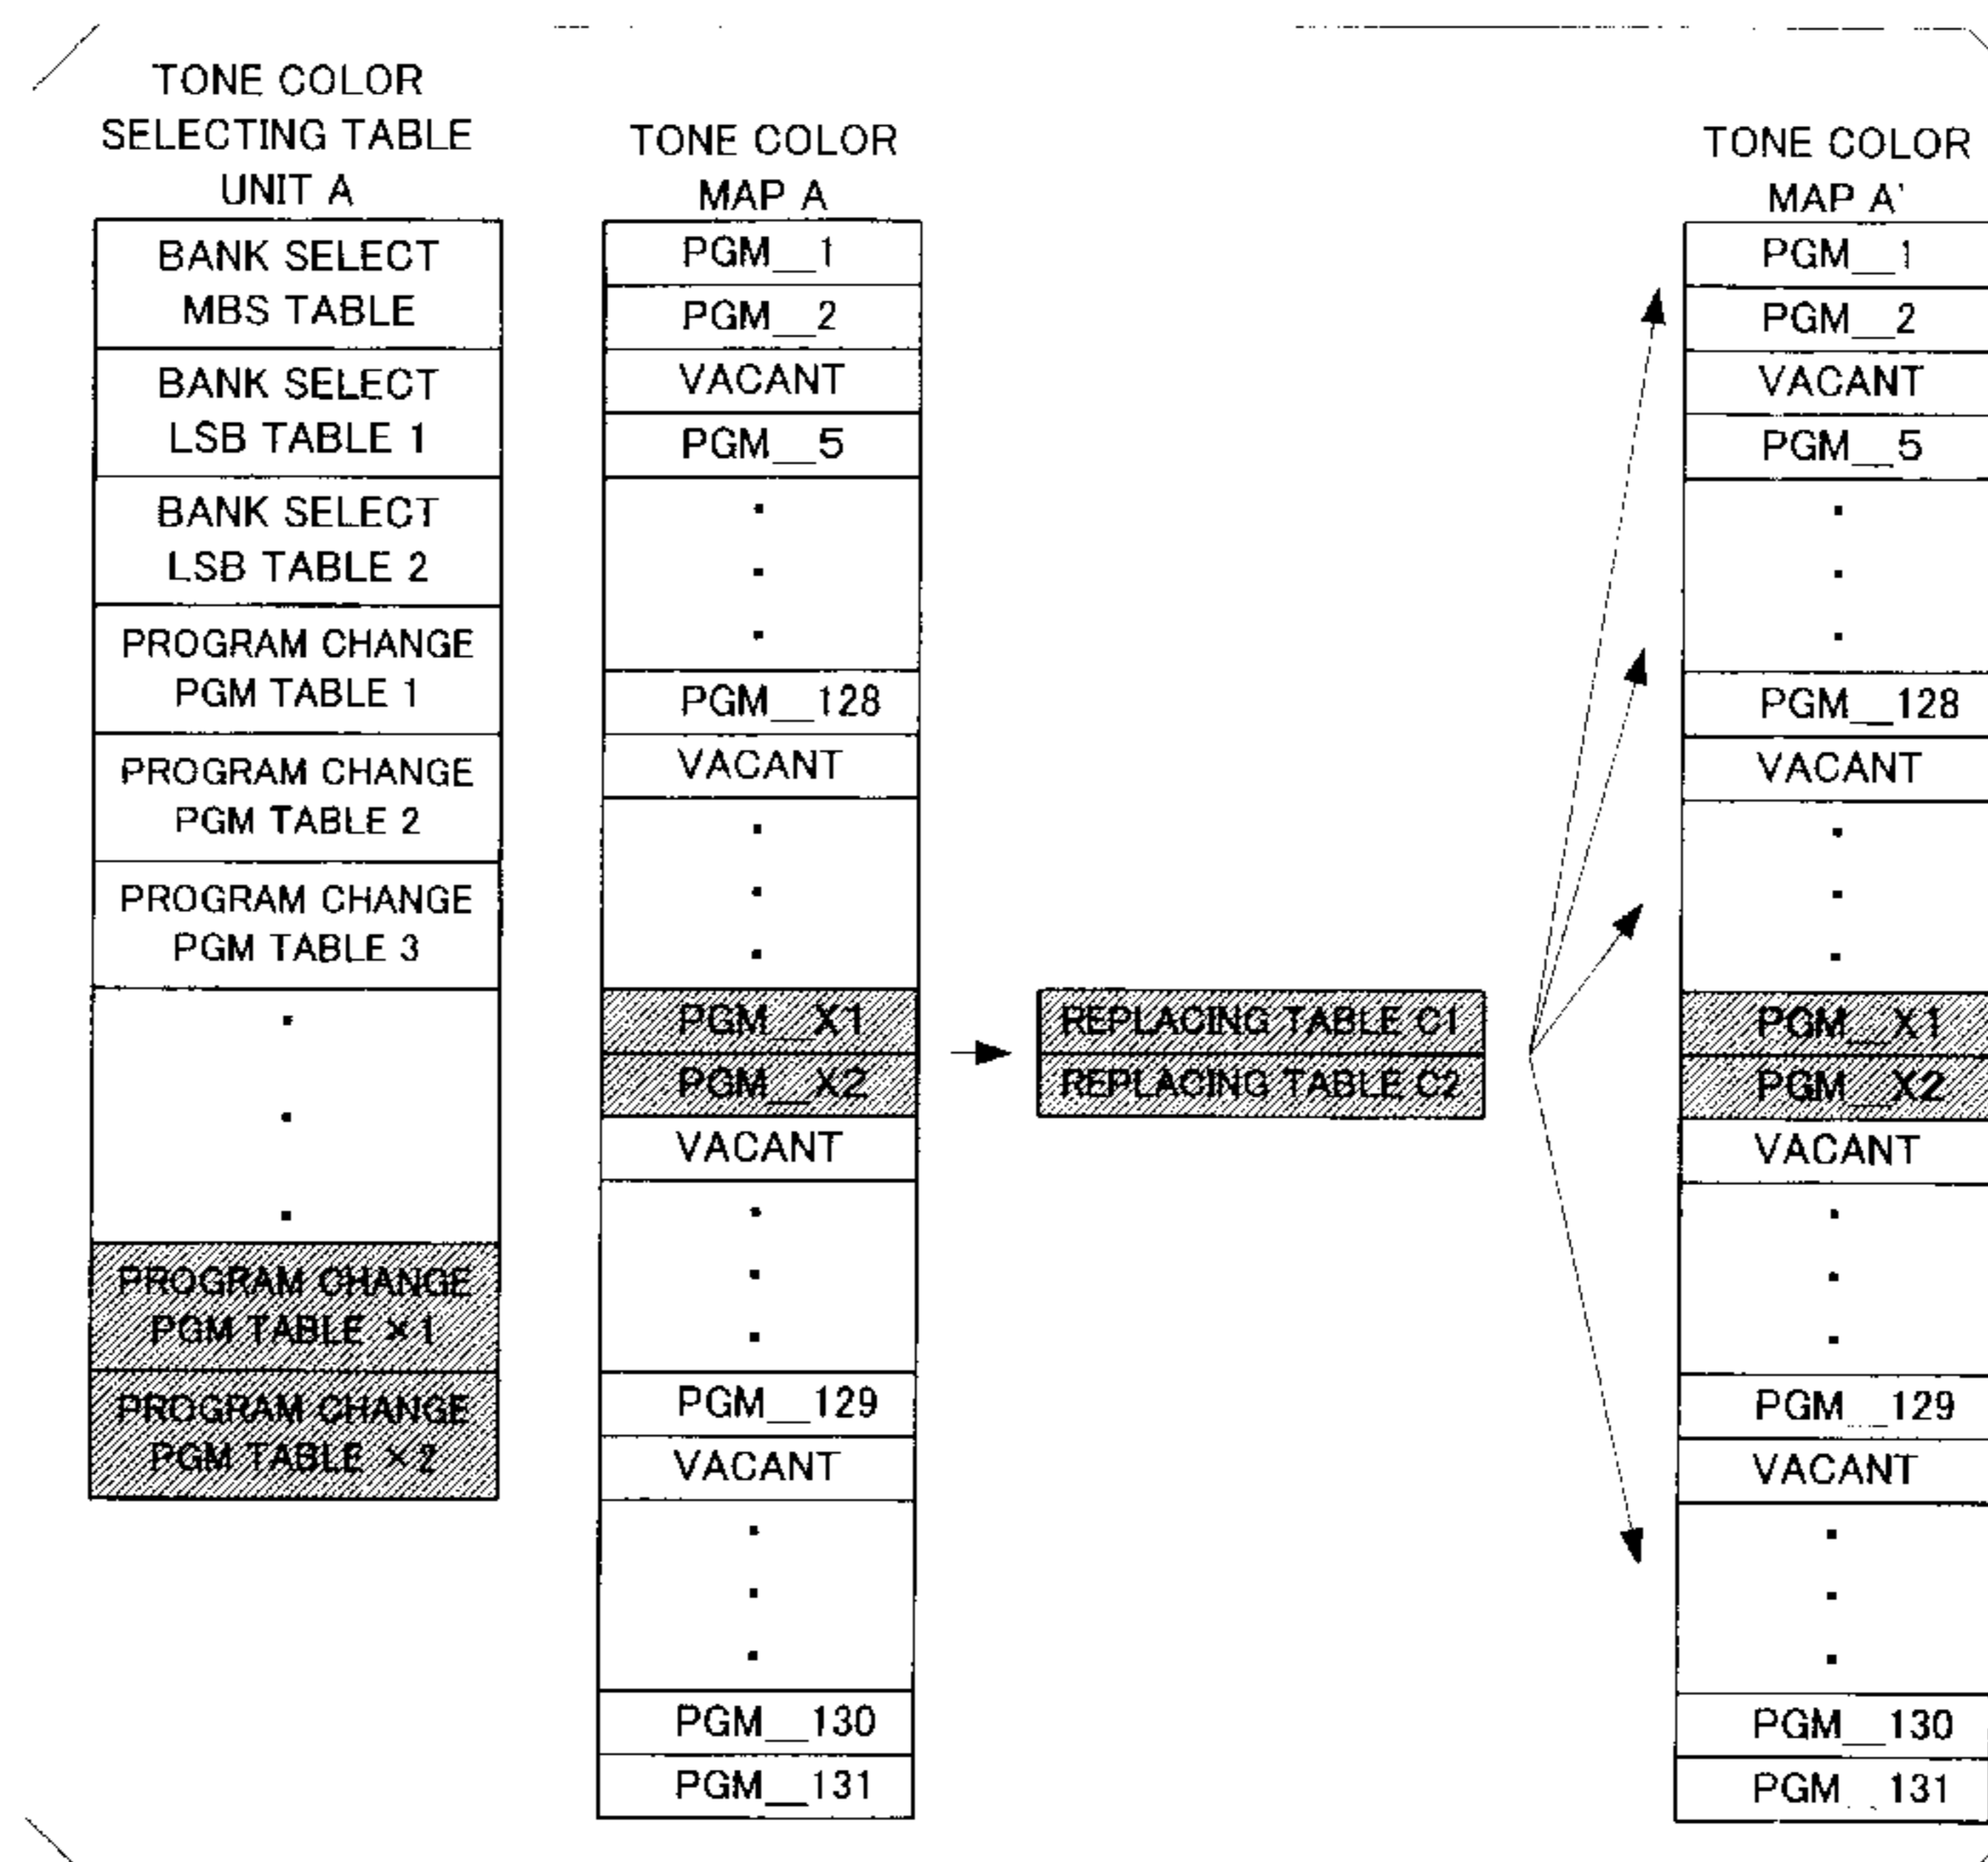 TONE COLOR
SELECTING TABLE
UNIT A
BANK SELECT
MBS TABLE
BANK SELECT
LSB TABLE 1
BANK SELECT
LSB TABLE 2
PROGRAM CHANGE
PGM TABLE 1
PROGRAM CHANGE
PGM TABLE 2
PROGRAM CHANGE
PGM TABLE 3
PROGRAM CHANGE
PGM TABLE ×1
PROGRAM CHANGE
PGM TABLE ×2
TONE COLOR
MAP A
PGM__1
PGM__2
VACANT
PGM__5
PGM__128
VACANT
PGM__X1
PGM__X2
VACANT
PGM__129
VACANT
PGM__130
PGM__131
REPLACING TABLE C1
REPLACING TABLE C2
TONE COLOR
MAP A'
PGM__1
PGM__2
VACANT
PGM__5
PGM__128
VACANT
PGM__X1
PGM__X2
VACANT
PGM__129
VACANT
PGM__130
PGM__131